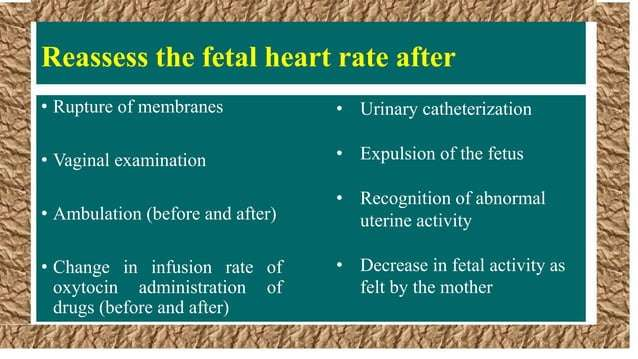 Reassess the fetal heart rate after
• Rupture of membranes
• Vaginal examination
• Ambulation (before and after)
• Change in infusion rate of
oxytocin administration of
drugs (before and after)
• Urinary catheterization
• Expulsion of the fetus
• Recognition of abnormal
uterine activity
• Decrease in fetal activity as
felt by the mother